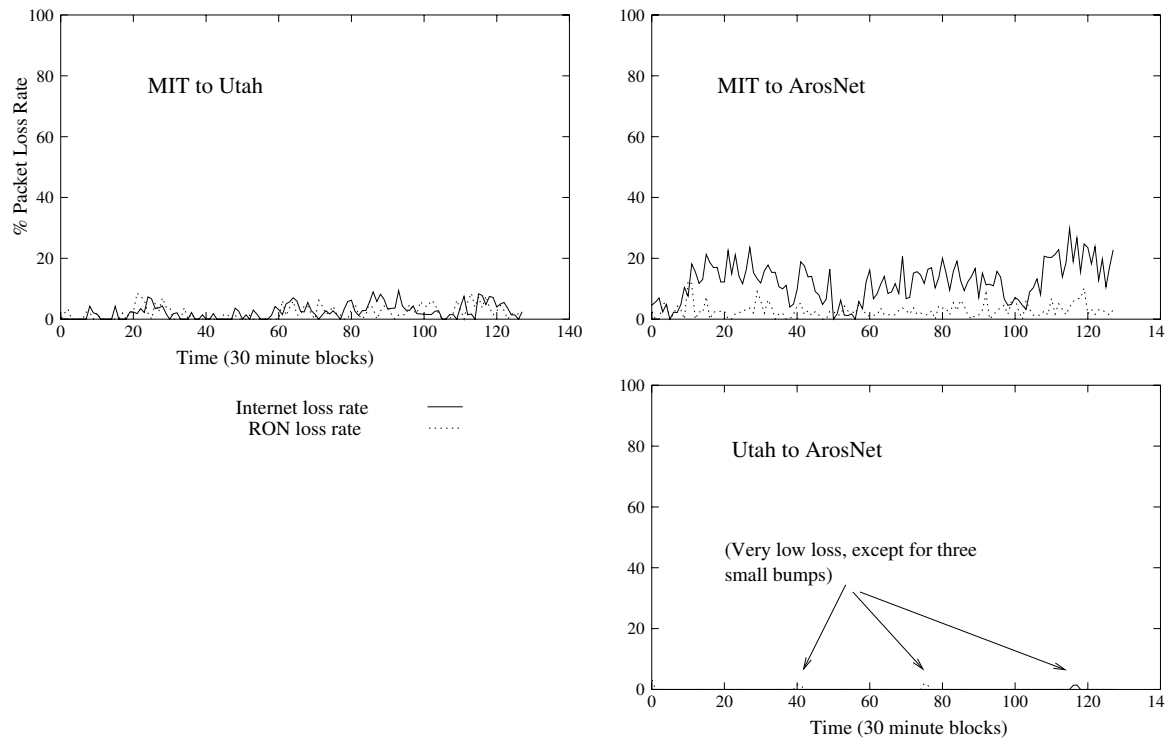 100
80
60
40
20
0
% Packet Loss Rate
MIT to Utah
0 20 40 60 80 100 120 140
Time (30 minute blocks)
Internet loss rate
RON loss rate
100
80
60
40
20
0
MIT to ArosNet
0 20 40 60 80 100 120 14
100
80
60
40
20
0
Utah to ArosNet
(Very low loss, except for three
small bumps)
0 20 40 60 80 100 120 14
Time (30 minute blocks)